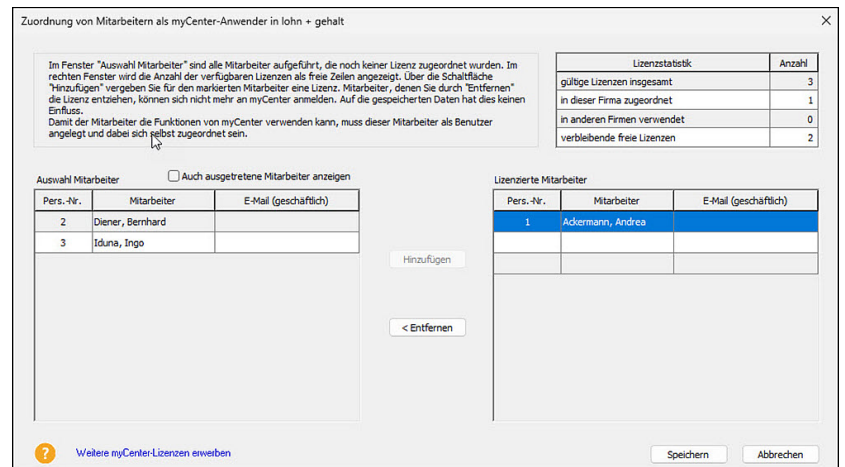 Zuordnung von Mitarbeitern als myCenter-Anwender in lohn + gehalt
Im Fenster "Auswahl Mitarbeiter" sind alle Mitarbeiter aufgeführt, die noch keiner Lizenz zugeordnet wurden. Im
rechten Fenster wird die Anzahl der verfügbaren Lizenzen als freie Zeilen angezeigt. Über die Schaltfläche
"Hinzufügen" vergeben Sie für den markierten Mitarbeiter eine Lizenz. Mitarbeiter, denen Sie durch "Entfernen"
die Lizenz entziehen, können sich nicht mehr an myCenter anmelden. Auf die gespeicherten Daten hat dies keinen
Einfluss.
Damit der Mitarbeiter die Funktionen von myCenter verwenden kann, muss dieser Mitarbeiter als Benutzer
angelegt und dabei sich selbst zugeordnet sein.
Lizenzstatistik Anzahl
gültige Lizenzen insgesamt 3
in dieser Firma zugeordnet 1
in anderen Firmen verwendet 0
verbleibende freie Lizenzen 2
Auswahl Mitarbeiter Auch ausgetretene Mitarbeiter anzeigen
Pers.-Nr. Mitarbeiter E-Mail (geschäftlich)
2 Diener, Bernhard
3 Iduna, Ingo
Hinzufügen
< Entfernen
Lizenzierte Mitarbeiter
Pers.-Nr. Mitarbeiter E-Mail (geschäftlich)
1 Ackermann, Andrea
? Weitere myCenter-Lizenzen erwerben
Speichern Abbrechen